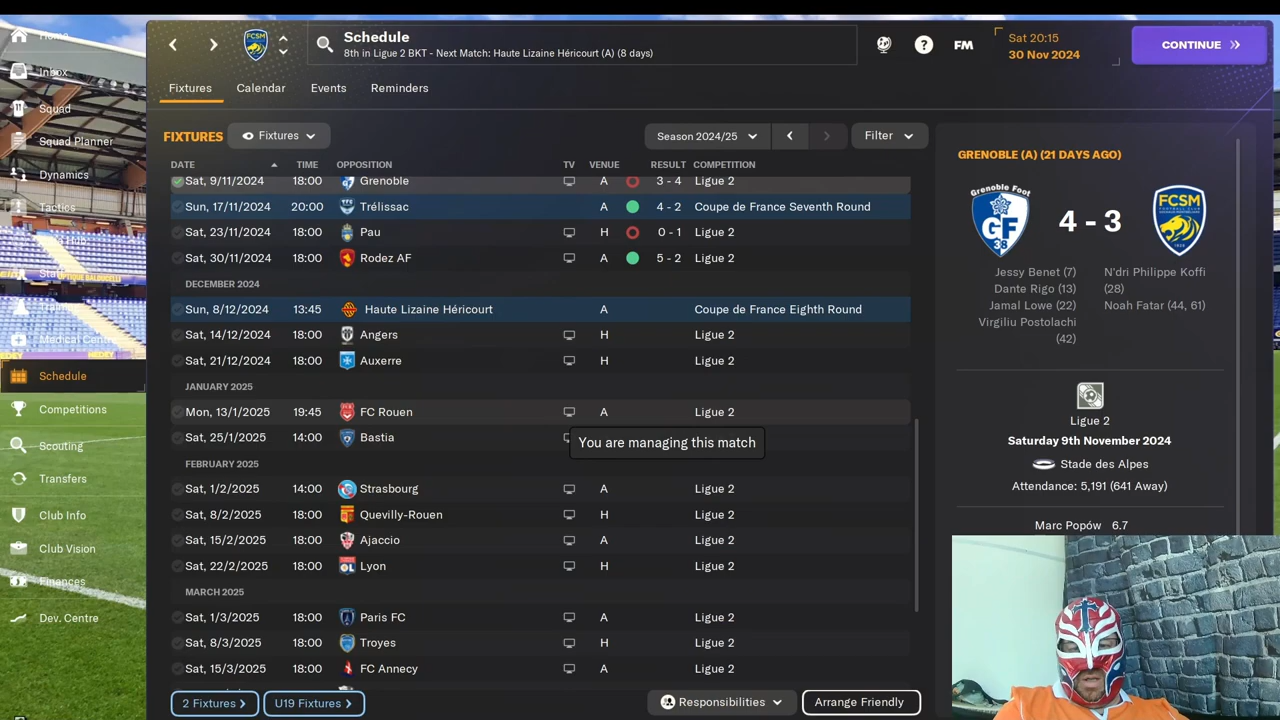 Home
Inbox
Squad
Squad Planner
Dynamics
Tactics
Staff
Medical Centre
Schedule
Competitions
Scouting
Transfers
Club Info
Club Vision
Finances
Dev. Centre
FCSM
Schedule
8th in Ligue 2 BKT - Next Match: Haute Lizaine Héricourt (A) (8 days)
?
FM
Sat 20:15
30 Nov 2024
CONTINUE
Fixtures
Calendar
Events
Reminders
FIXTURES
Fixtures
Season 2024/25
Filter
DATE TIME OPPOSITION TV VENUE RESULT COMPETITION
Sat, 9/11/2024 18:00 Grenoble A 3 - 4 Ligue 2
Sun, 17/11/2024 Trélissac A 4 - 2 Coupe de France Seventh Round
Sat, 23/11/2024 18:00 Pau H 0 - 1 Ligue 2
Sat, 30/11/2024 18:00 Rodez AF A 5 - 2 Ligue 2
DECEMBER 2024
Sun, 8/12/2024 13:45 Haute Lizaine Héricourt A Coupe de France Eighth Round
Sat, 14/12/2024 18:00 Angers H Ligue 2
Sat, 21/12/2024 18:00 Auxerre H Ligue 2
JANUARY 2025
Mon, 13/1/2025 19:45 FC Rouen A Ligue 2
Sat, 25/1/2025 14:00 Bastia Ligue 2
You are managing this match
FEBRUARY 2025
Sat, 1/2/2025 14:00 Strasbourg A Ligue 2
Sat, 8/2/2025 18:00 Quevilly-Rouen H Ligue 2
Sat, 15/2/2025 18:00 Ajaccio A Ligue 2
Sat, 22/2/2025 18:00 Lyon H Ligue 2
MARCH 2025
Sat, 1/3/2025 18:00 Paris FC A Ligue 2
Sat, 8/3/2025 18:00 Troyes H Ligue 2
Sat, 15/3/2025 18:00 FC Annecy A Ligue 2
2 Fixtures
U19 Fixtures
Responsibilities
Arrange Friendly
GRENOBLE (A) (21 DAYS AGO)
Grenoble Foot
GF
38
4 - 3
FCSM
Jessy Benet (7)
Dante Rigo (13)
Jamal Lowe (22)
Virgiliu Postolachi
(42)
N'dri Philippe Koffi
(28)
Noah Fatar (44, 61)
Ligue 2
Saturday 9th November 2024
Stade des Alpes
Attendance: 5,191 (641 Away)
Marc Popów 6.7